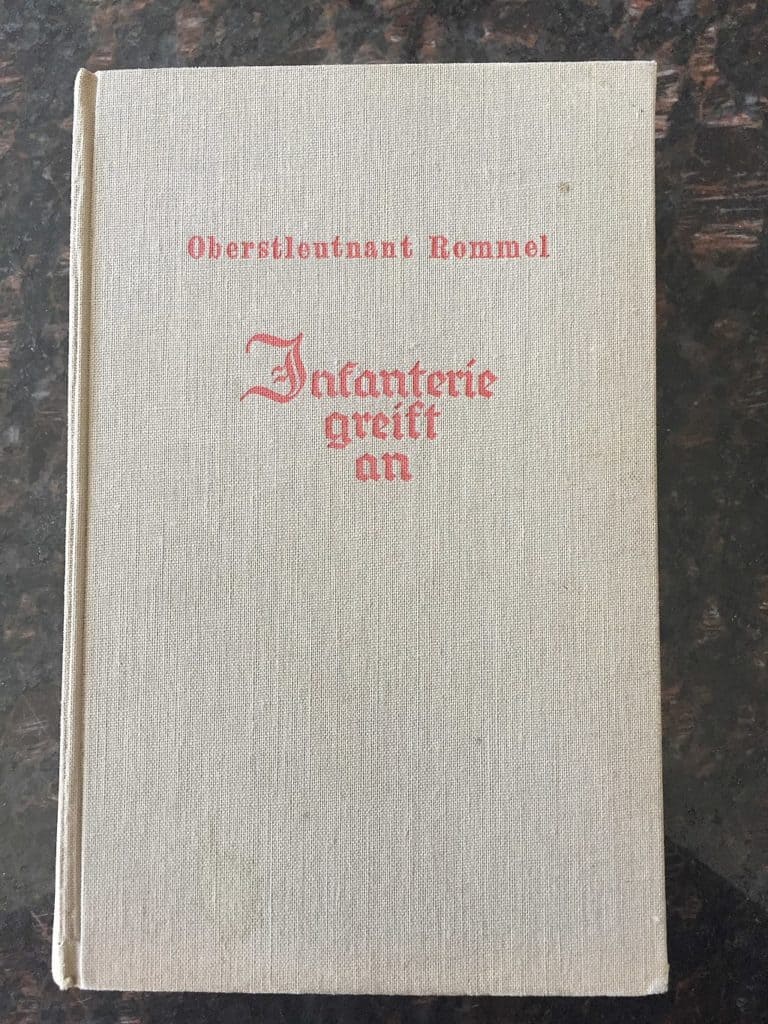 Oberstleutnant Rommel
Infanterie
greift
an